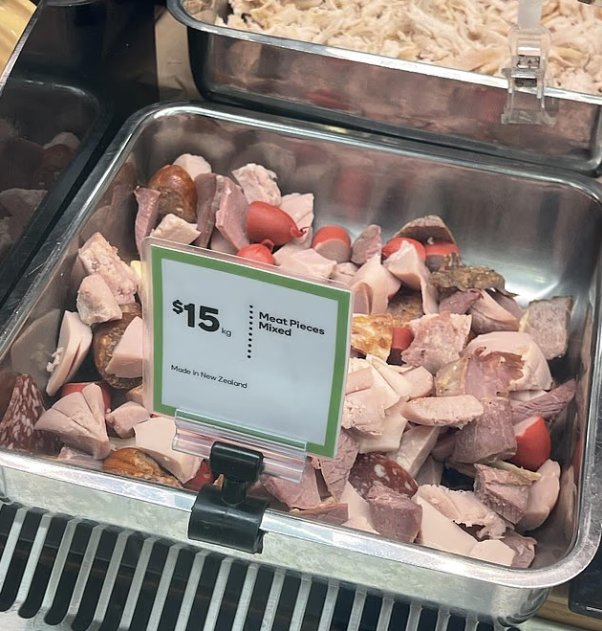 $15 kg
Meat Pieces
Mixed
Made in New Zealand